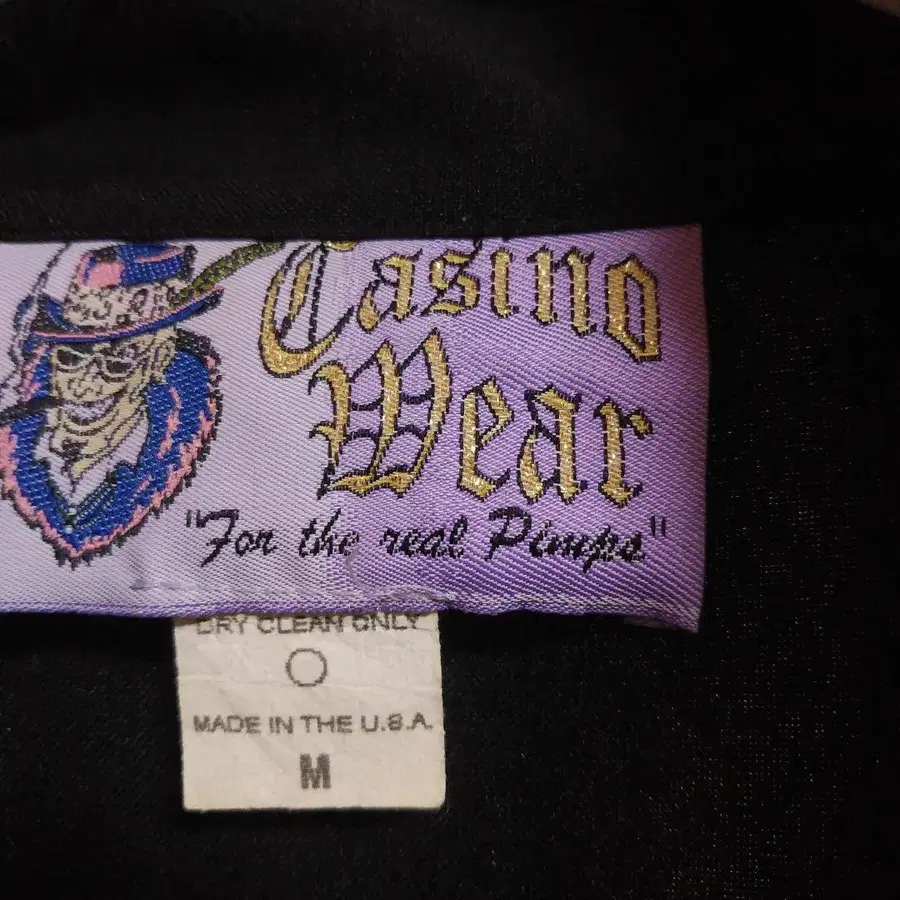 Casino
Wear
"For the real Pimps"
DRY CLEAN ONLY
MADE IN THE U.S.A.
M